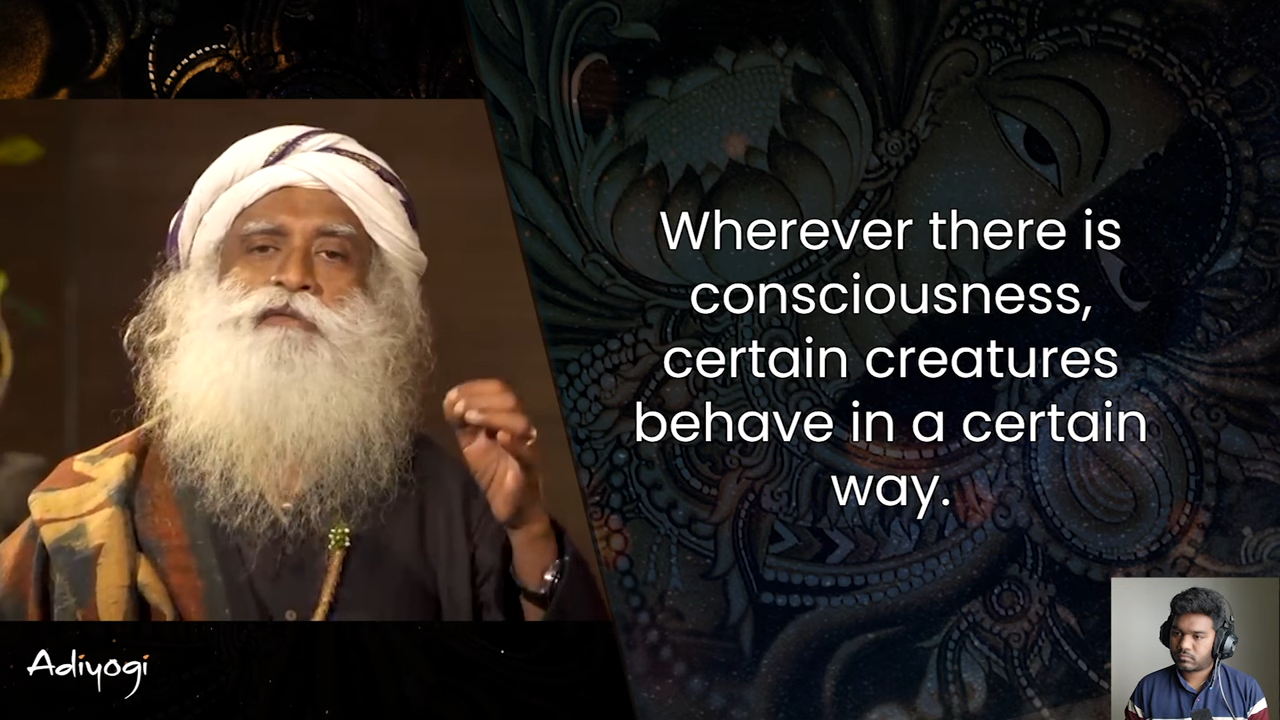 Wherever there is
consciousness,
certain creatures
behave in a certain
way.
Adiyogi